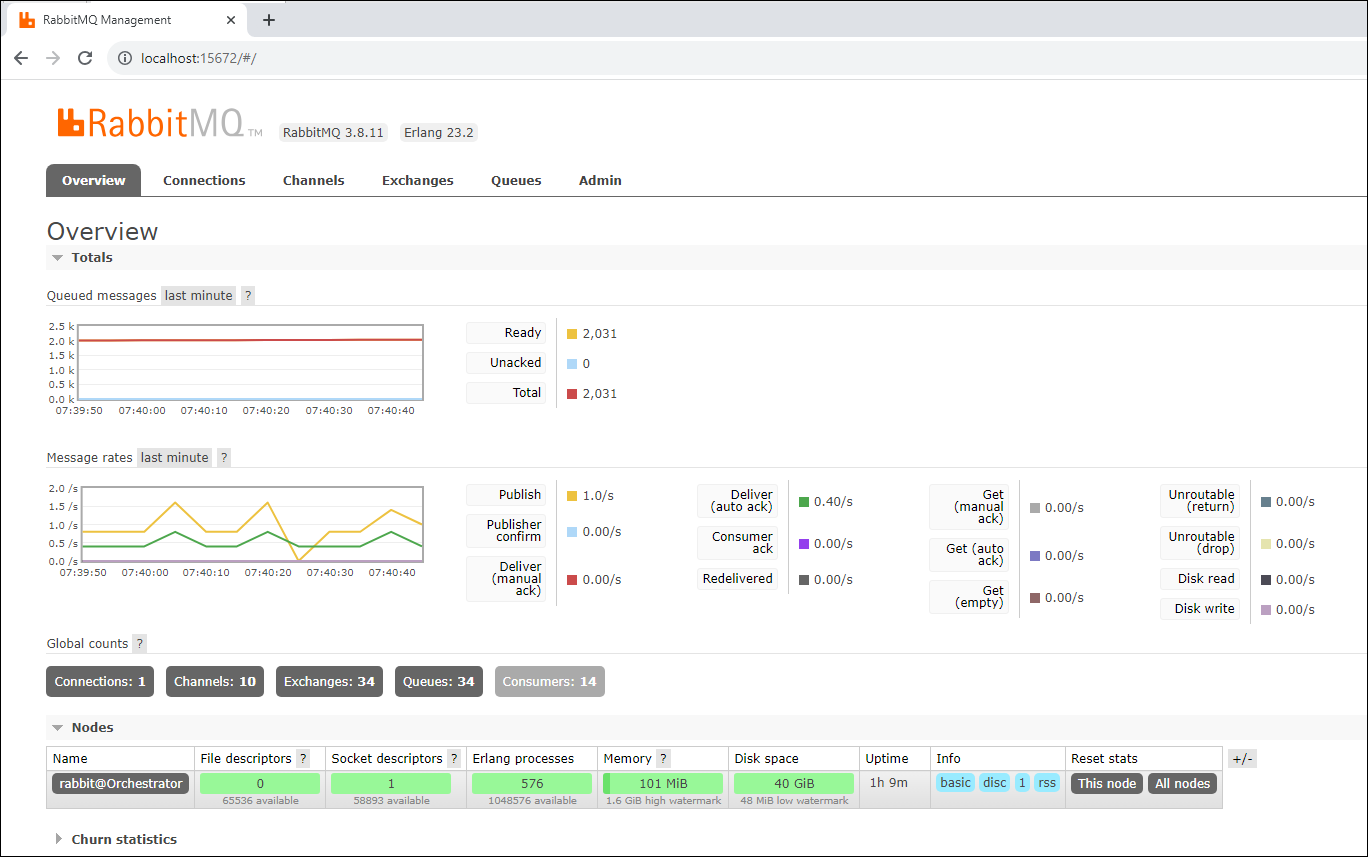 RabbitMQ Management
localhost:15672/#/
RabbitMQ TM RabbitMQ 3.8.11 Erlang 23.2
Overview Connections Channels Exchanges Queues Admin
Overview
Totals
Queued messages last minute ?
2.5 k
2.0 k
1.5 k
1.0 k
0.5 k
0.0 k
07:39:50 07:40:00 07:40:10 07:40:20 07:40:30 07:40:40
Ready 2,031
Unacked 0
Total 2,031
Message rates last minute ?
2.0 /s
1.5 /s
1.0 /s
0.5 /s
0.0 /s
07:39:50 07:40:00 07:40:10 07:40:20 07:40:30 07:40:40
Publish 1.0/s
Publisher
confirm 0.00/s
Deliver
(manual
ack) 0.00/s
Deliver
(auto ack) 0.40/s
Consumer
ack 0.00/s
Redelivered 0.00/s
Get
(manual
ack) 0.00/s
Get (auto
ack) 0.00/s
Get
(empty) 0.00/s
Unroutable
(return) 0.00/s
Unroutable
(drop) 0.00/s
Disk read 0.00/s
Disk write 0.00/s
Global counts ?
Connections: 1 Channels: 10 Exchanges: 34 Queues: 34 Consumers: 14
Nodes
Name File descriptors ? Socket descriptors ? Erlang processes Memory ? Disk space Uptime Info Reset stats +/-
rabbit@Orchestrator 0 1 576 101 MiB 40 GiB 1h 9m basic disc 1 rss This node All nodes
65536 available 58893 available 1048576 available 1.6 GiB high watermark 48 MiB low watermark
Churn statistics